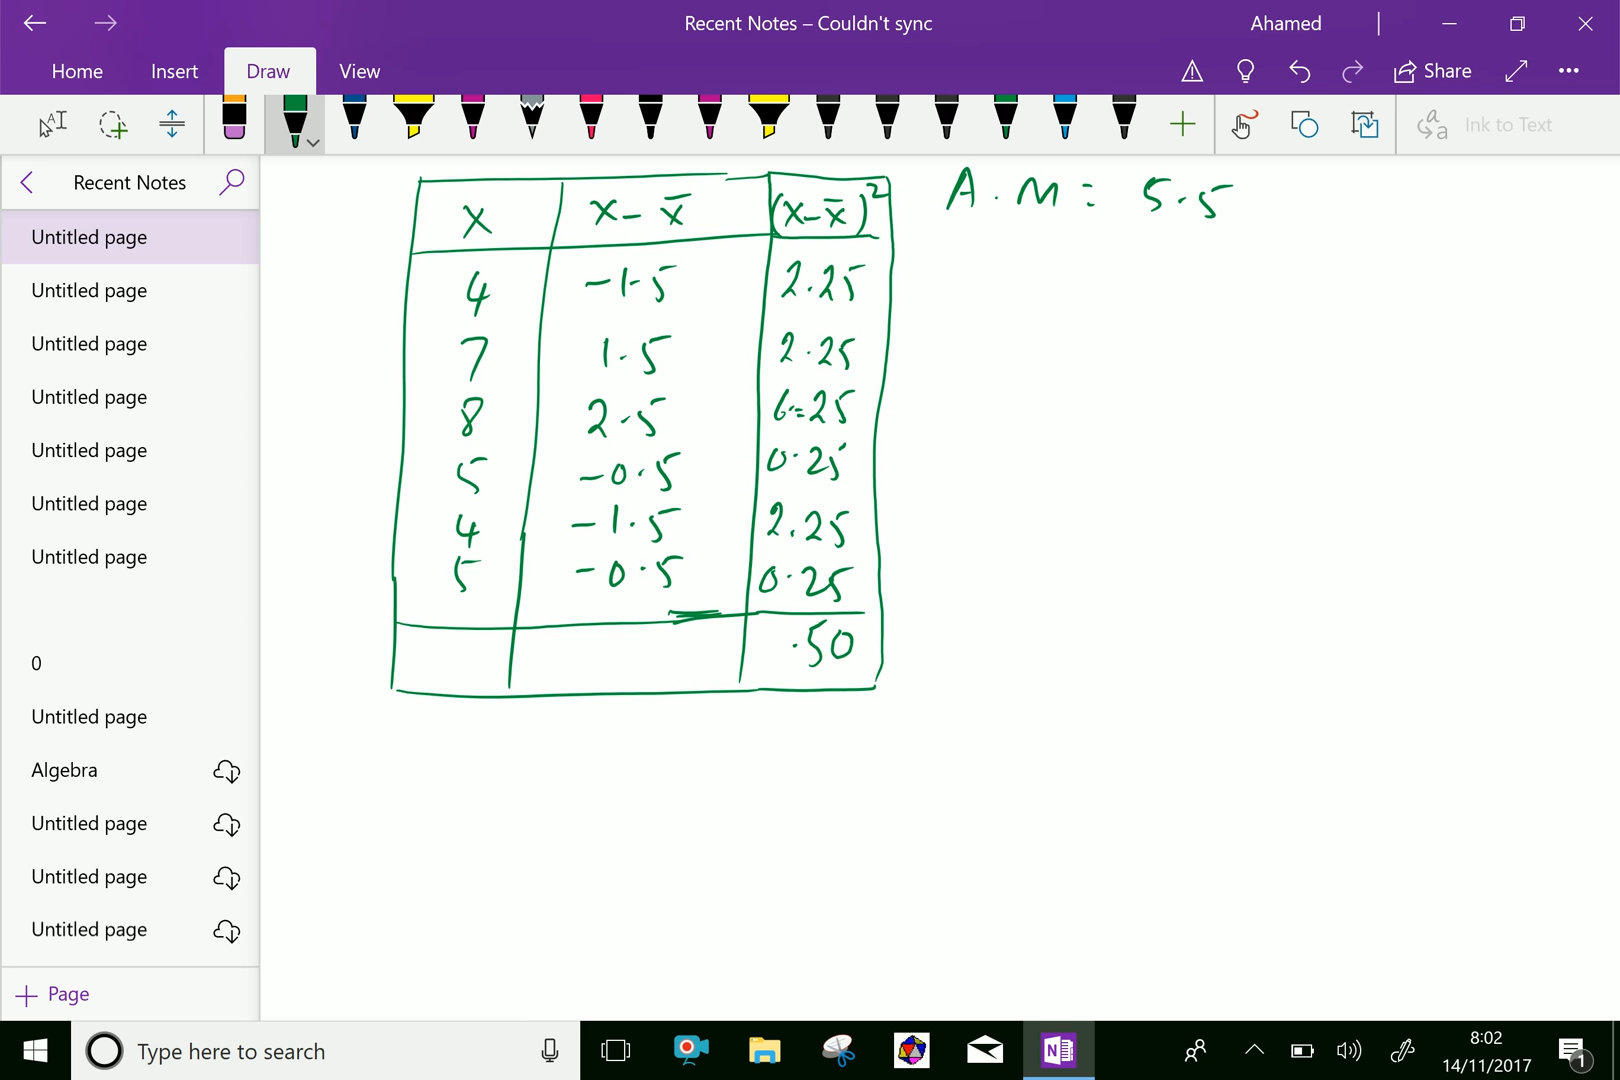 Recent Notes – Couldn't sync
Ahamed
Home Insert Draw View
Share
Ink to Text
Recent Notes
Untitled page
Untitled page
Untitled page
Untitled page
Untitled page
Untitled page
Untitled page
0
Untitled page
Algebra
Untitled page
Untitled page
Untitled page
Page
A.M = 5.5
x x - x̄ (x - x̄)²
4 -1.5 2.25
7 1.5 2.25
8 2.5 6.25
5 -0.5 0.25
4 -1.5 2.25
5 -0.5 0.25
.50
Type here to search
8:02
14/11/2017
1